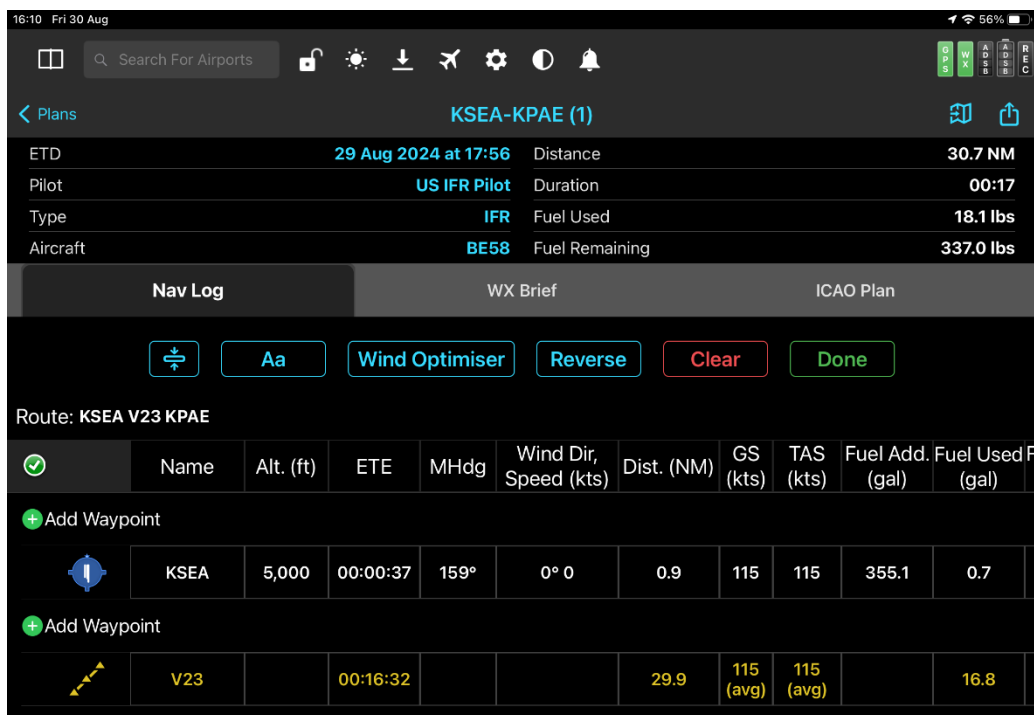 16:10 Fri 30 Aug 56%
Search For Airports GPS WX ADSB ADSB REC
Plans KSEA-KPAE (1)
ETD 29 Aug 2024 at 17:56 Distance 30.7 NM
Pilot US IFR Pilot Duration 00:17
Type IFR Fuel Used 18.1 lbs
Aircraft BE58 Fuel Remaining 337.0 lbs
Nav Log WX Brief ICAO Plan
Aa Wind Optimiser Reverse Clear Done
Route: KSEA V23 KPAE
Name Alt. (ft) ETE MHdg Wind Dir, Speed (kts) Dist. (NM) GS (kts) TAS (kts) Fuel Add. (gal) Fuel Used (gal) F
Add Waypoint
KSEA 5,000 00:00:37 159° 0° 0 0.9 115 115 355.1 0.7
Add Waypoint
V23 00:16:32 29.9 115 (avg) 115 (avg) 16.8